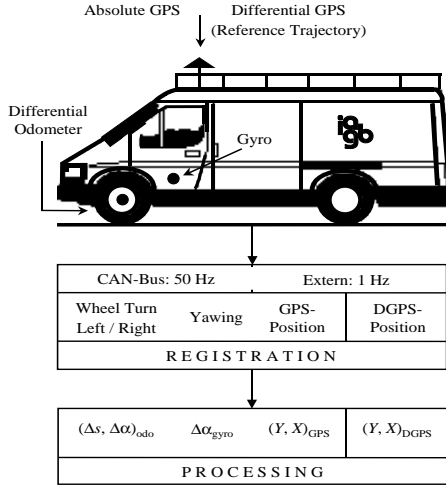 Absolute GPS
Differential GPS
(Reference Trajectory)
Differential
Odometer
Gyro
iggb
CAN-Bus: 50 Hz
Extern: 1 Hz
Wheel Turn
Left / Right
Yawing
GPS-
Position
DGPS-
Position
REGISTRATION
(Δs, Δα)odo
Δαgyro
(Y, X)GPS
(Y, X)DGPS
PROCESSING